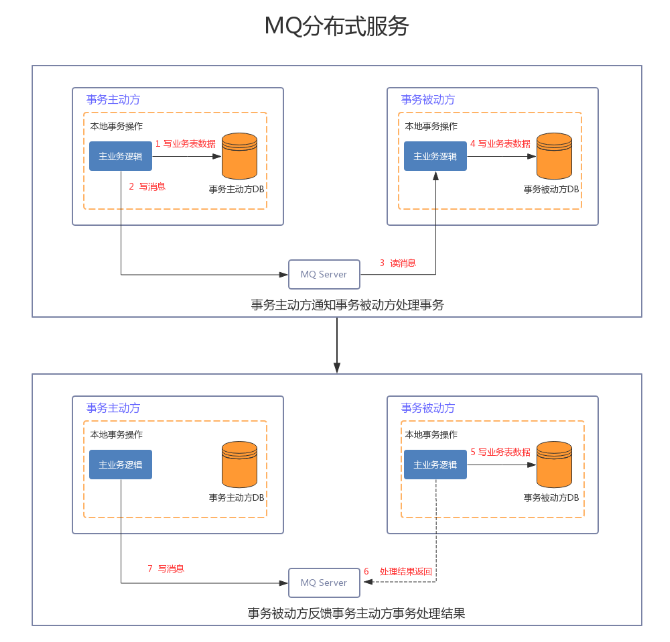 MQ分布式服务
事务主动方
事务被动方
本地事务操作
本地事务操作
主业务逻辑
1 写业务表数据
主业务逻辑
4 写业务表数据
2 写消息
事务主动方DB
事务被动方DB
3 读消息
MQ Server
事务主动方通知事务被动方处理事务
事务主动方
事务被动方
本地事务操作
本地事务操作
主业务逻辑
主业务逻辑
5 写业务表数据
事务主动方DB
事务被动方DB
7 写消息
6 处理结果返回
MQ Server
事务被动方反馈事务主动方事务处理结果